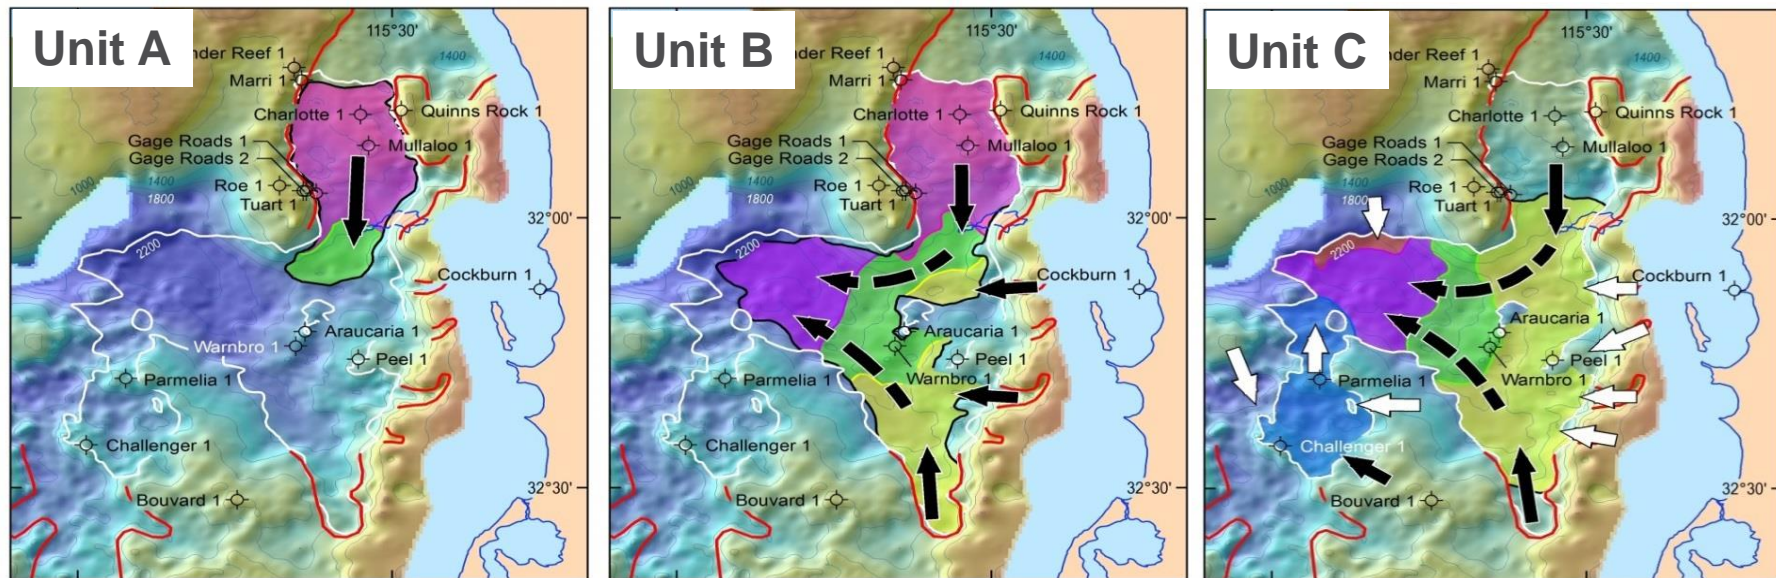 Unit A
115°30'
nder Reef 1
1400
Marri 1
Charlotte 1
Quinns Rock 1
Gage Roads 1
Mullaloo 1
Gage Roads 2
1000
1400
Roe 1
1800
Tuart 1
32°00'
2200
Cockburn 1
Araucaria 1
Warnbro 1
Peel 1
Parmelia 1
Challenger 1
Bouvard 1
32°30'
Unit B
115°30'
nder Reef 1
1400
Marri 1
Charlotte 1
Quinns Rock 1
Gage Roads 1
Mullaloo 1
Gage Roads 2
1000
1400
Roe 1
1800
Tuart 1
32°00'
2200
Cockburn 1
Araucaria 1
Peel 1
Parmelia 1
Warnbro 1
Challenger 1
Bouvard 1
32°30'
Unit C
115°30'
nder Reef 1
1400
Marri 1
Charlotte 1
Quinns Rock 1
Gage Roads 1
Mullaloo 1
Gage Roads 2
1000
1400
Roe 1
1800
Tuart 1
32°00'
2200
Cockburn 1
Araucaria 1
Peel 1
Parmelia 1
Warnbro 1
Challenger 1
Bouvard 1
32°30'